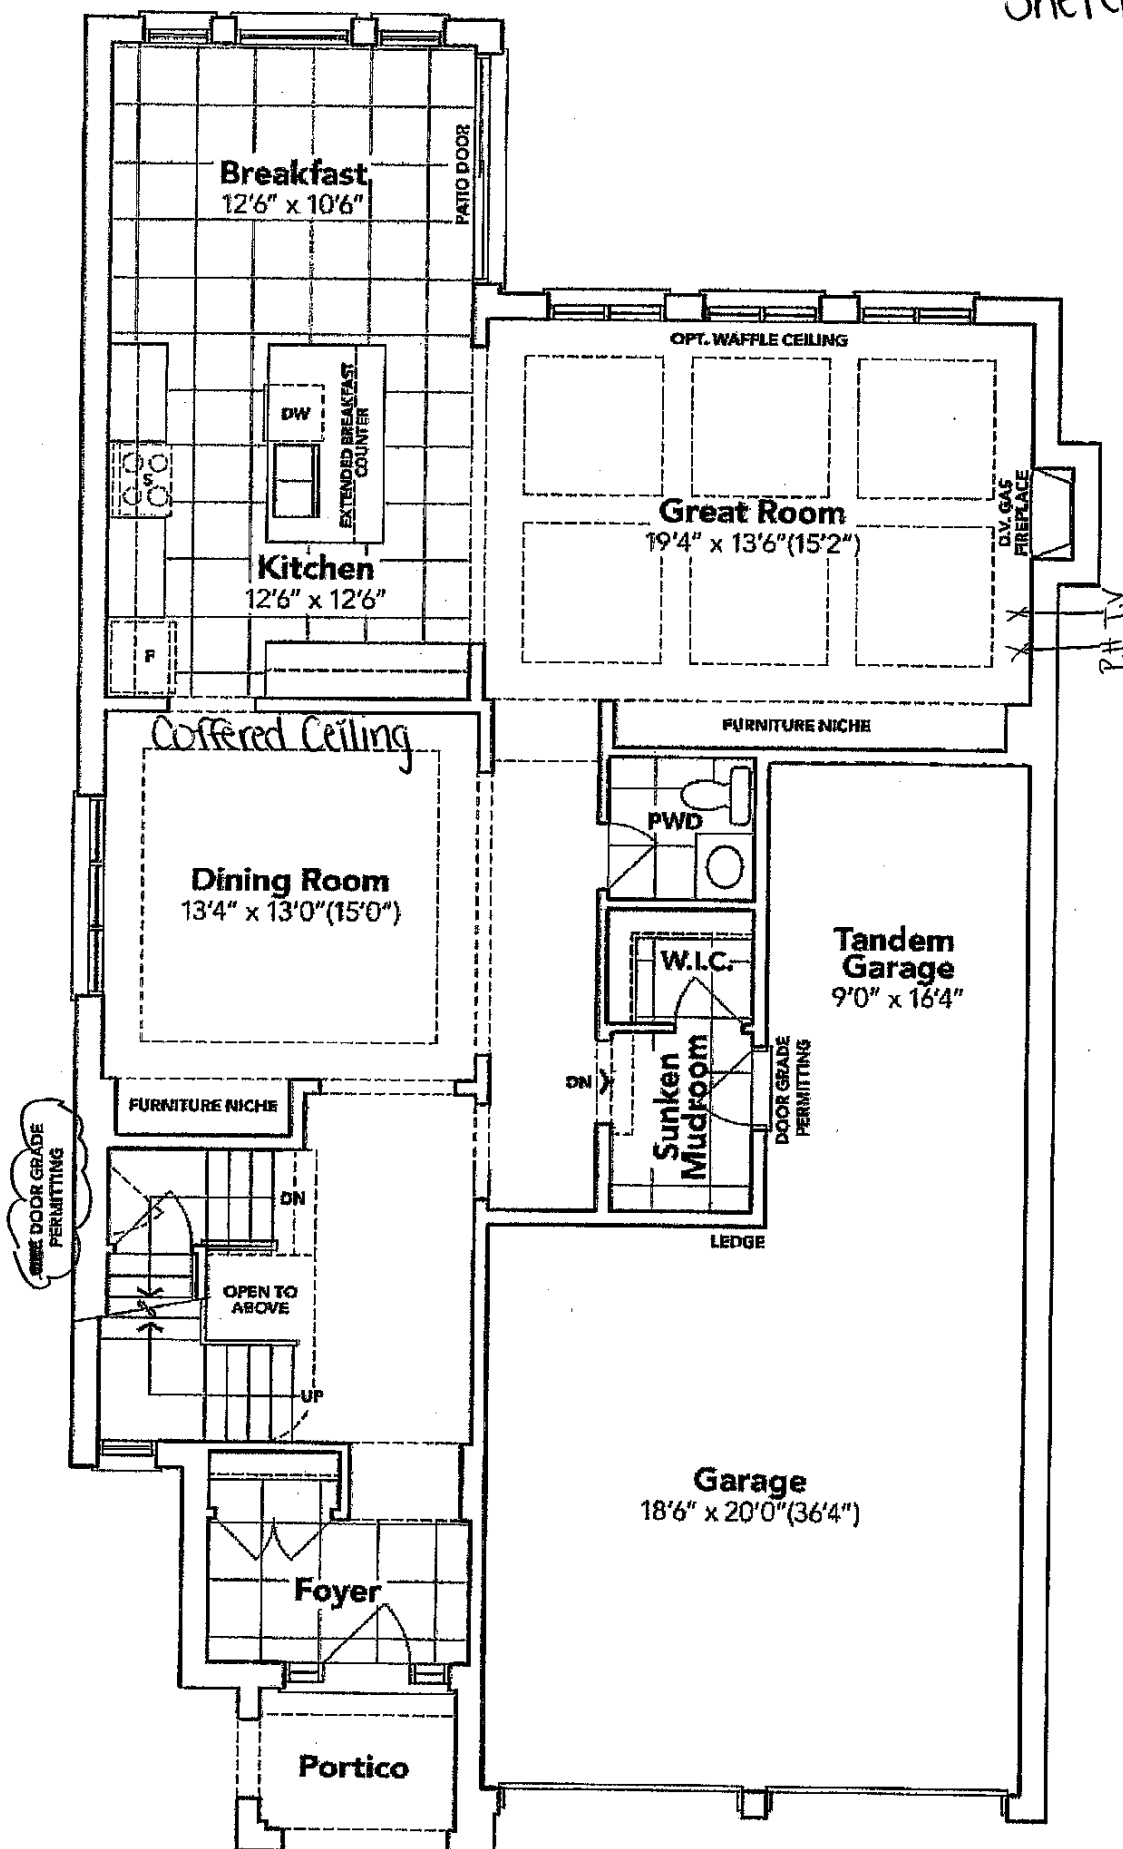 Breakfast
12'6" x 10'6"
PATIO DOOR
OPT. WAFFLE CEILING
DW
EXTENDED BREAKFAST
COUNTER
S
Great Room
19'4" x 13'6"(15'2")
D.V. GAS
FIREPLACE
Kitchen
12'6" x 12'6"
F
TV
FURNITURE NICHE
Coffered Ceiling
PWD
Dining Room
13'4" x 13'0"(15'0")
Tandem
Garage
9'0" x 16'4"
W.I.C.
Sunken
Mudroom
DN
DOOR GRADE
PERMITTING
FURNITURE NICHE
DOOR GRADE
PERMITTING
DN
LEDGE
OPEN TO
ABOVE
UP
Garage
18'6" x 20'0"(36'4")
Foyer
Portico